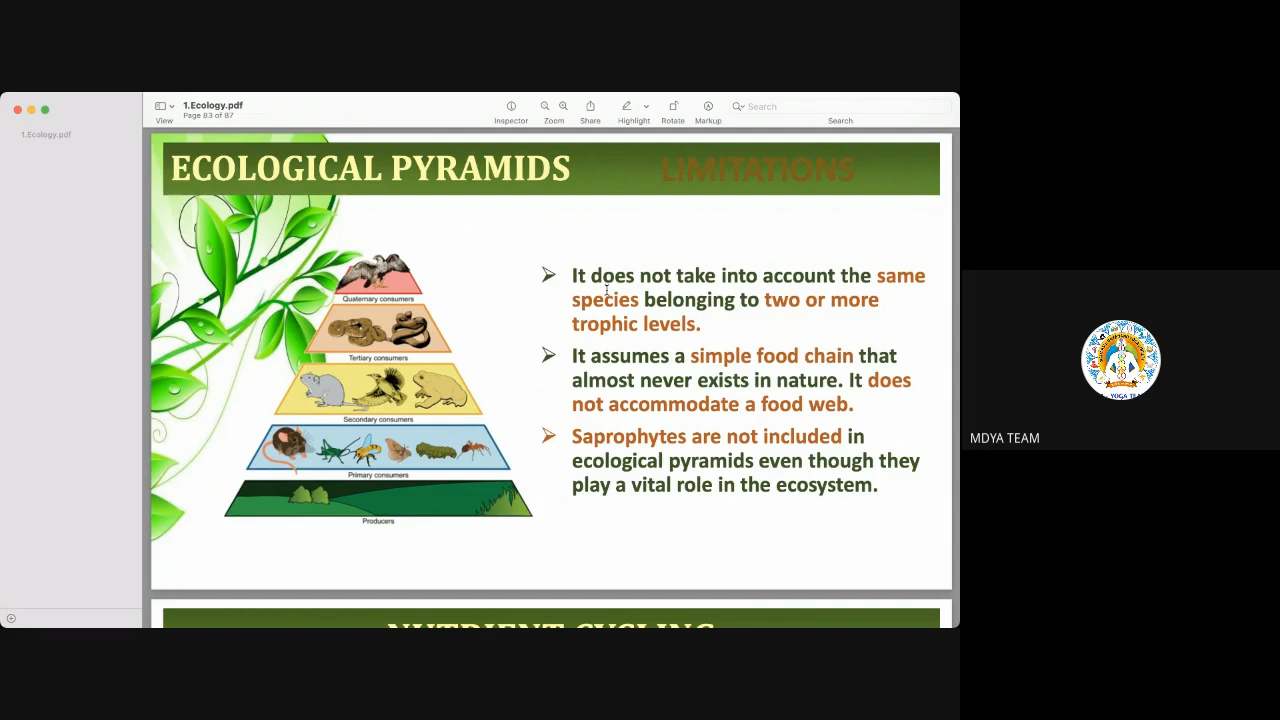 1.Ecology.pdf
Page 83 of 87
View
Inspector
Zoom
Share
Highlight
Rotate
Markup
Search
Search
1.Ecology.pdf
ECOLOGICAL PYRAMIDS
LIMITATIONS
Quaternary consumers
Tertiary consumers
Secondary consumers
Primary consumers
Producers
➤ It does not take into account the same
species belonging to two or more
trophic levels.
➤ It assumes a simple food chain that
almost never exists in nature. It does
not accommodate a food web.
➤ Saprophytes are not included in
ecological pyramids even though they
play a vital role in the ecosystem.
NUTRIENT CYCLING
MDYA TEAM